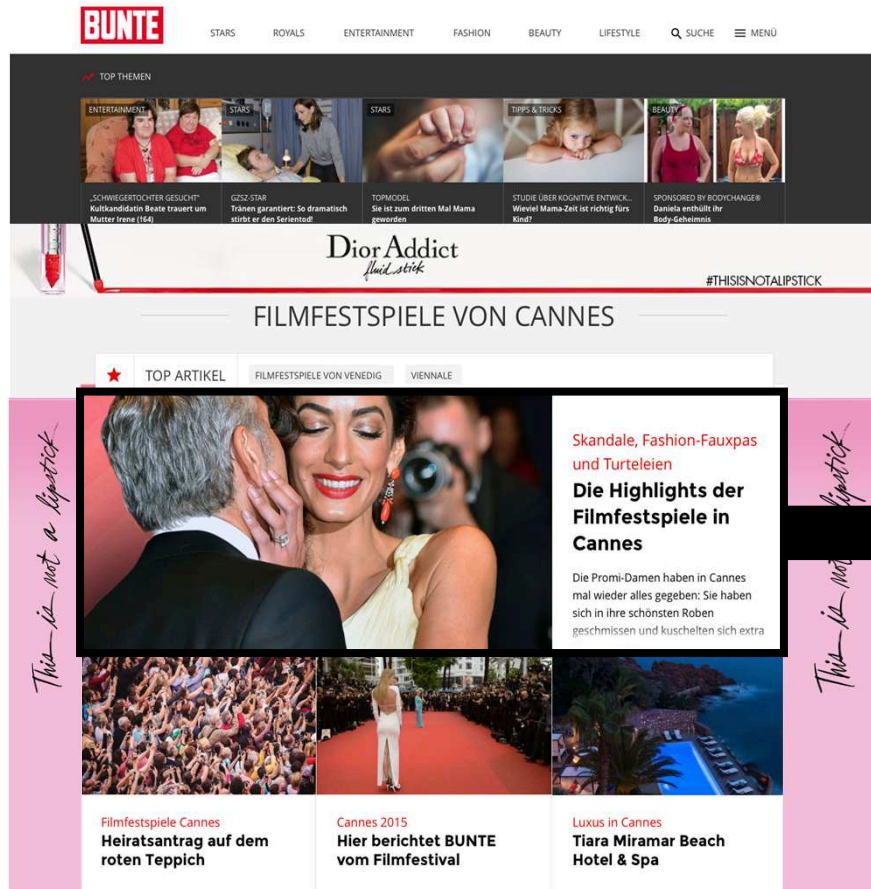 BUNTE
STARS ROYALS ENTERTAINMENT FASHION BEAUTY LIFESTYLE SUCHE MENÜ
TOP THEMEN
ENTERTAINMENT
„SCHWIEGERTOCHTER GESUCHT"
Kultkandidatin Beate trauert um
Mutter Irene (†64)
STARS
GZSZ-STAR
Tränen garantiert: So dramatisch
stirbt er den Serientod!
STARS
TOPMODEL
Sie ist zum dritten Mal Mama
geworden
TIPPS & TRICKS
STUDIE ÜBER KOGNITIVE ENTWICK...
Wieviel Mama-Zeit ist richtig fürs
Kind?
BEAUTY
SPONSORED BY BODYCHANGE®
Daniela enthüllt ihr
Body-Geheimnis
Dior Addict
fluid stick
#THISISNOTALIPSTICK
FILMFESTSPIELE VON CANNES
TOP ARTIKEL FILMFESTSPIELE VON VENEDIG VIENNALE
This is not a lipstick
Skandale, Fashion-Fauxpas
und Turteleien
Die Highlights der
Filmfestspiele in
Cannes
Die Promi-Damen haben in Cannes
mal wieder alles gegeben: Sie haben
sich in ihre schönsten Roben
geschmissen und kuschelten sich extra
This is not lipstick
Filmfestspiele Cannes
Heiratsantrag auf dem
roten Teppich
Cannes 2015
Hier berichtet BUNTE
vom Filmfestival
Luxus in Cannes
Tiara Miramar Beach
Hotel & Spa